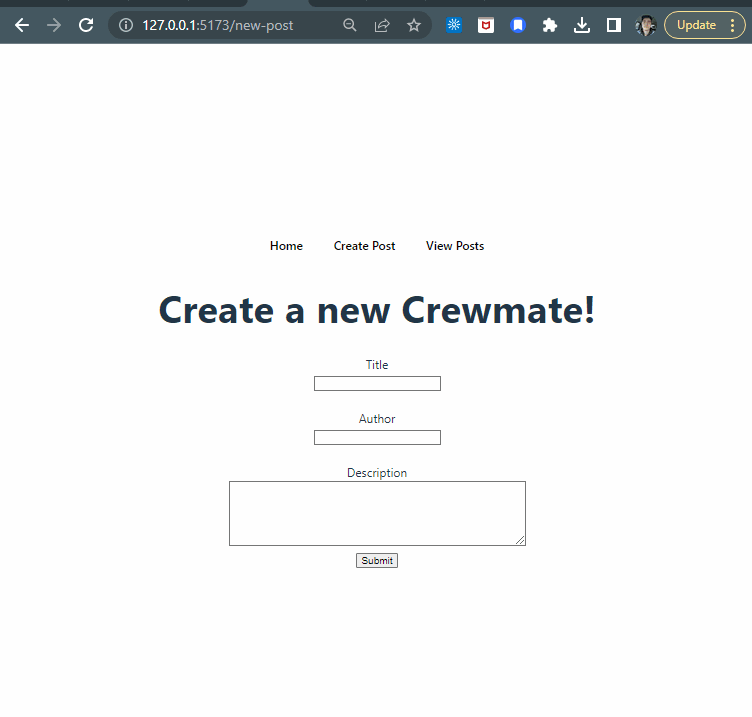 127.0.0.1:5173/new-post
Update
Home Create Post View Posts
Create a new Crewmate!
Title
Author
Description
Submit